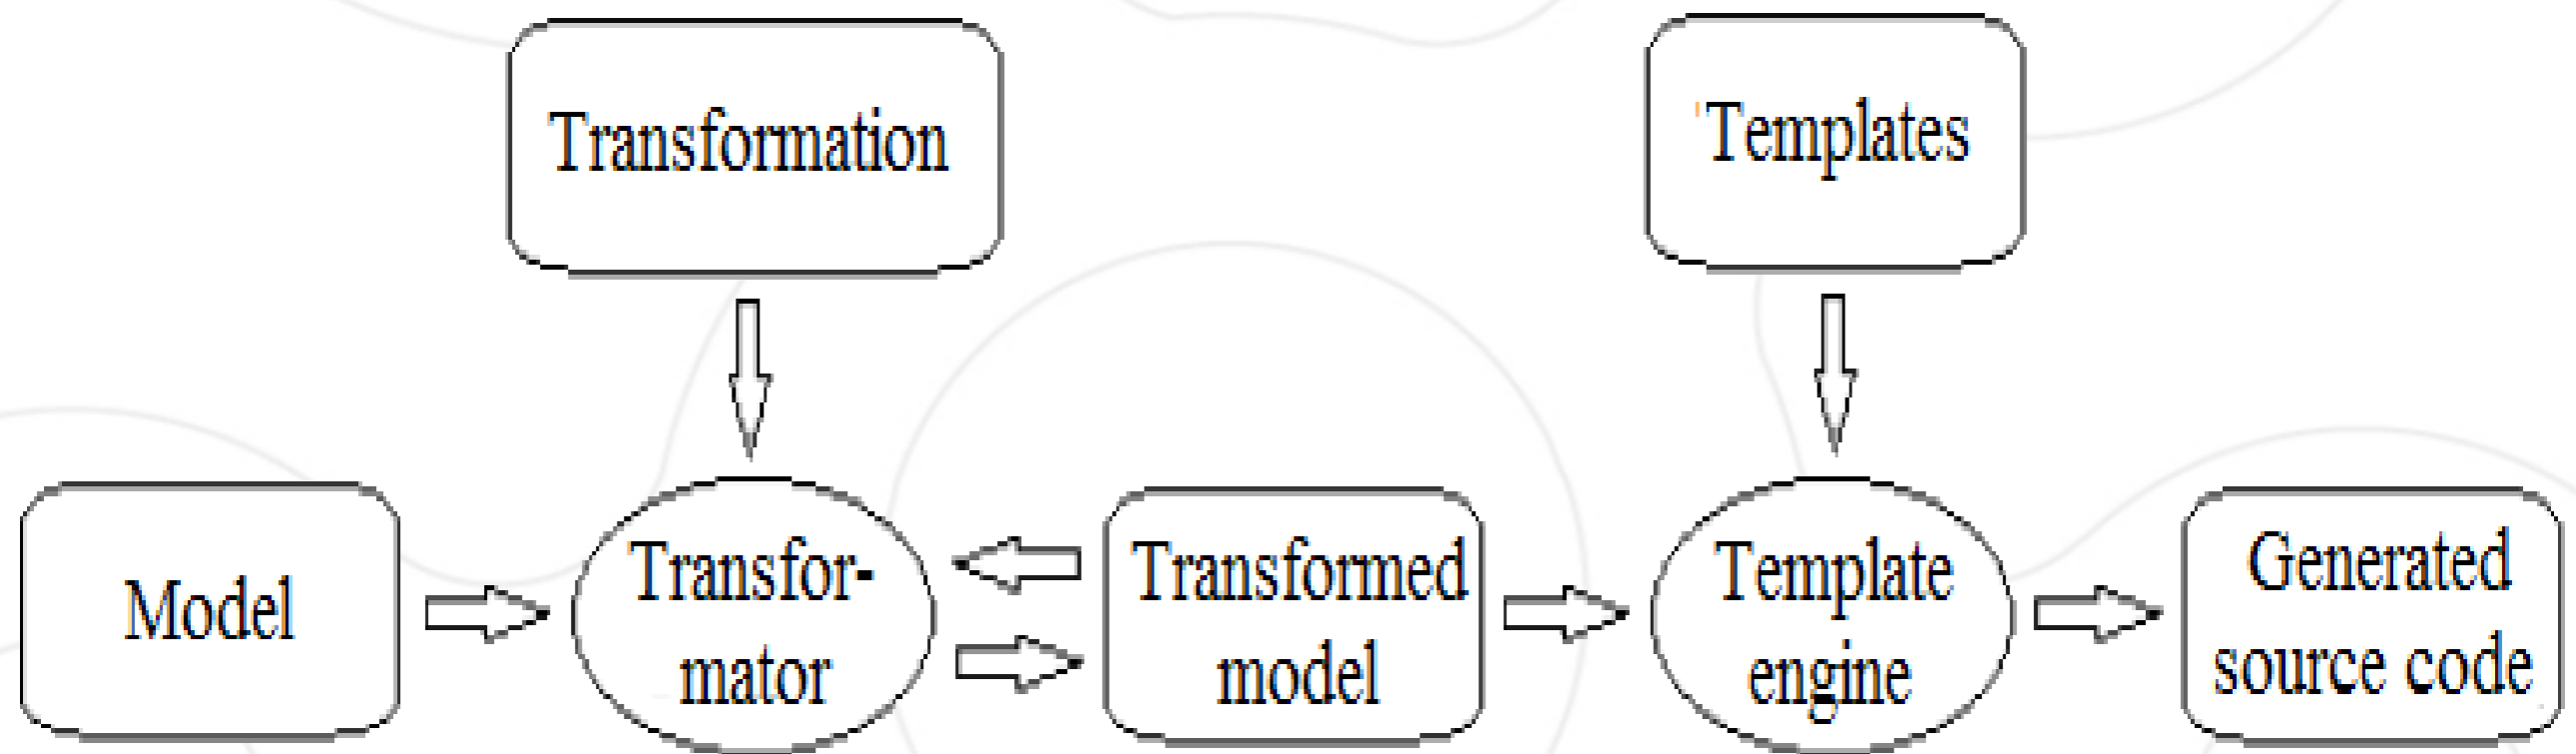 Transformation
Templates
Model
Transfor-
mator
Transformed
model
Template
engine
Generated
source code